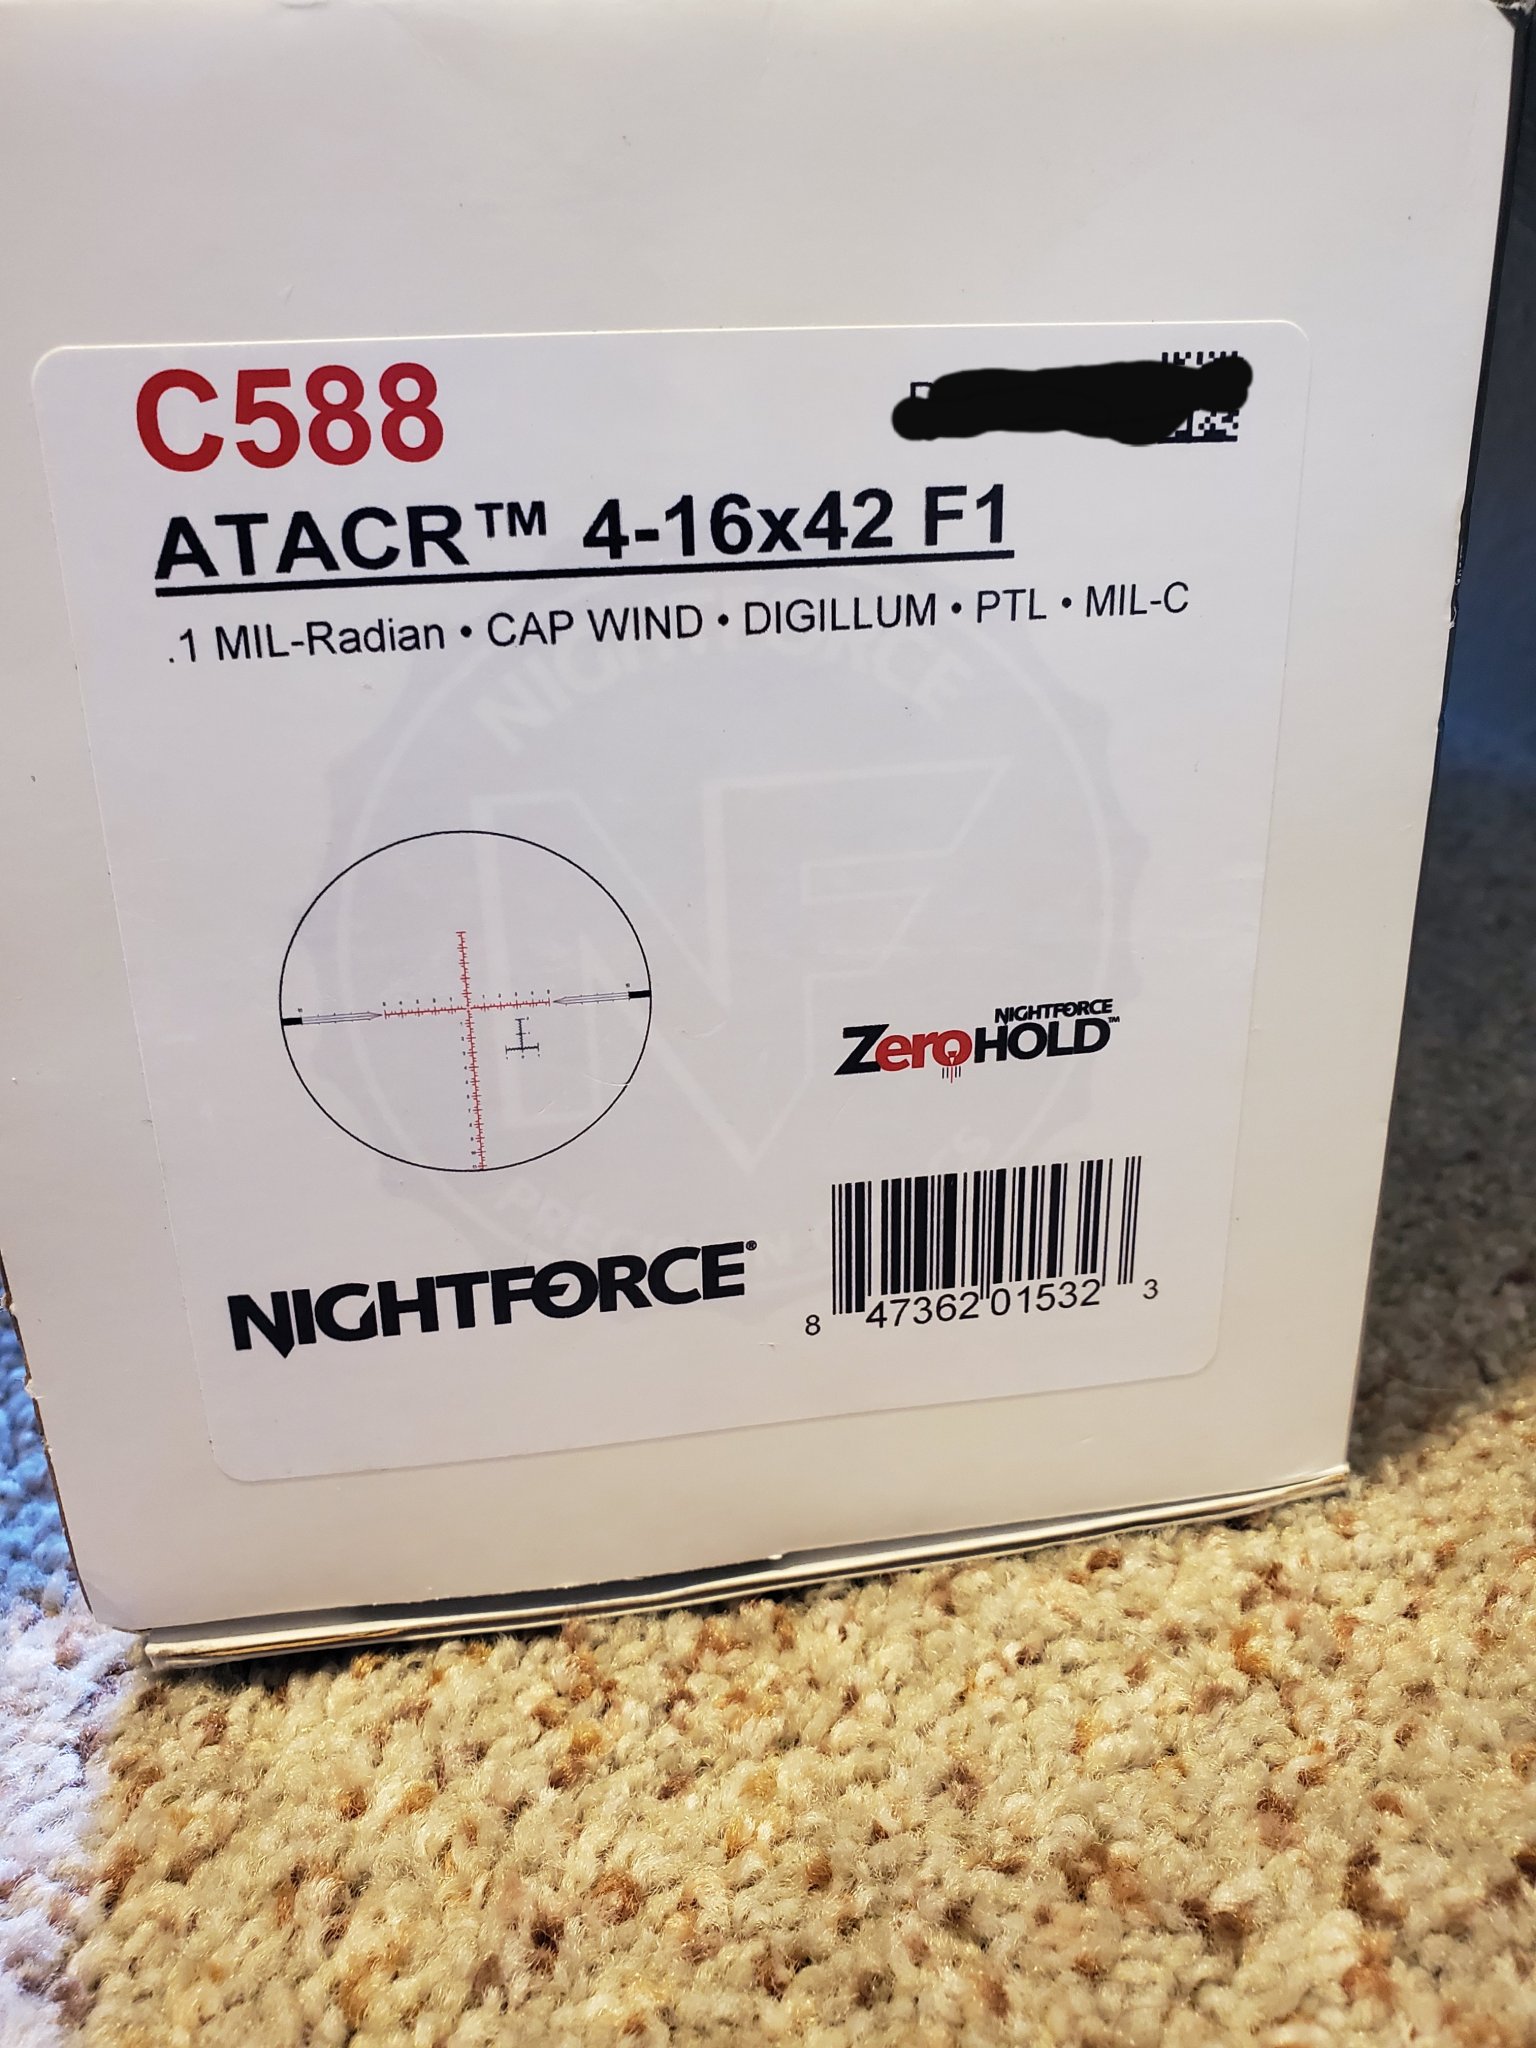 C588
ATACR™ 4-16x42 F1
.1 MIL-Radian • CAP WIND • DIGILLUM • PTL • MIL-C
NIGHTFORCE
NIGHTFORCE
ZeroHOLD™
NIGHTFORCE®
8 47362 01532 3